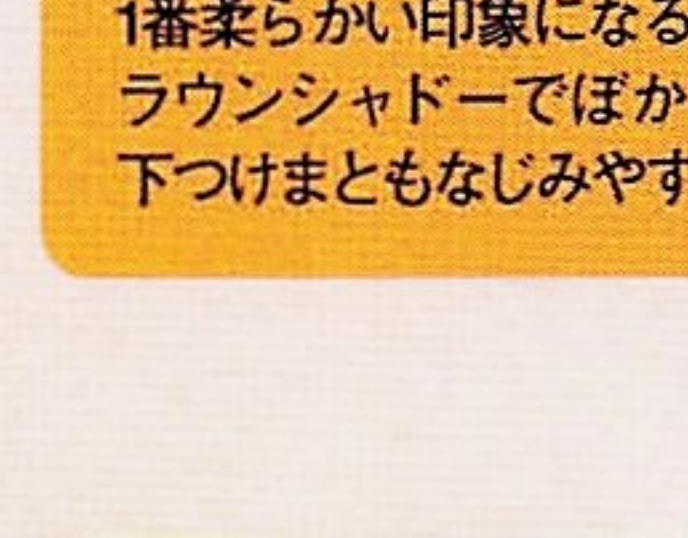 1番柔らかい印象になる
ラウンシャドーでぼか
下つけまともなじみやす